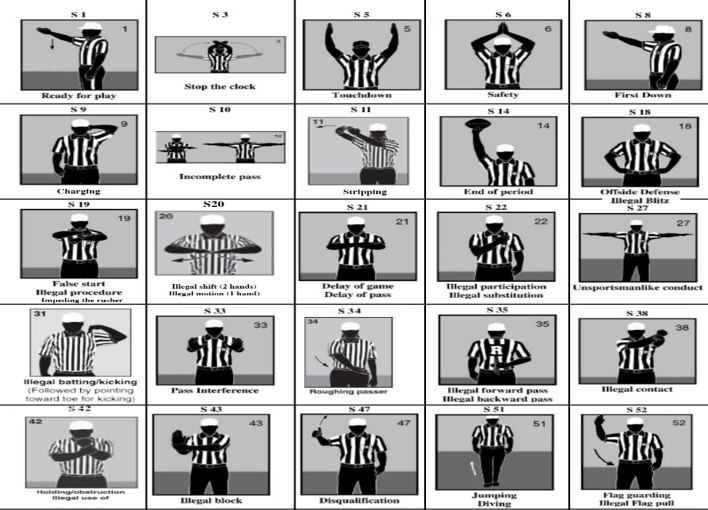 S 1
1
Ready for play
S 3
Stop the clock
S 5
5
Touchdown
S 6
6
Safety
S 8
8
First Down
S 9
9
Charging
S 10
10
Incomplete pass
S 11
11
Stripping
S 14
14
End of period
S 18
18
Offside Defense
Illegal Blitz
S 19
19
False start
Illegal procedure
Impeding the rusher
S20
20
Illegal shift (2 hands)
Illegal motion (1 hand)
S 21
21
Delay of game
Delay of pass
S 22
22
Illegal participation
Illegal substitution
S 27
27
Unsportsmanlike conduct
31
Illegal batting/kicking
(Followed by pointing
toward toe for kicking)
S 33
33
Pass Interference
S 34
34
Roughing passer
S 35
35
R
Illegal forward pass
Illegal backward pass
S 38
38
Illegal contact
S 42
42
Holding/obstruction
Illegal use of
S 43
43
Illegal block
S 47
47
Disqualification
S 51
51
Jumping
Diving
S 52
52
Flag guarding
Illegal Flag pull